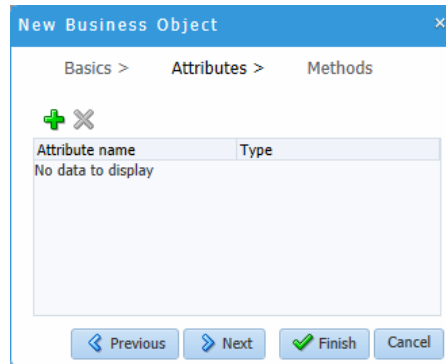 New Business Object ×
Basics > Attributes > Methods
Attribute name Type
No data to display
Previous Next Finish Cancel